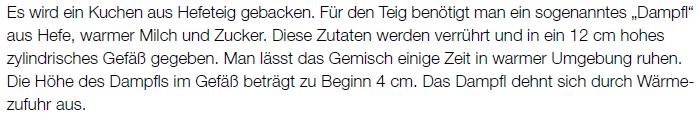 Es wird ein Kuchen aus Hefeteig gebacken. Für den Teig benötigt man ein sogenanntes „Dampfl“
aus Hefe, warmer Milch und Zucker. Diese Zutaten werden verrührt und in ein 12 cm hohes
zylindrisches Gefäß gegeben. Man lässt das Gemisch einige Zeit in warmer Umgebung ruhen.
Die Höhe des Dampfls im Gefäß beträgt zu Beginn 4 cm. Das Dampfl dehnt sich durch Wärme-
zufuhr aus.